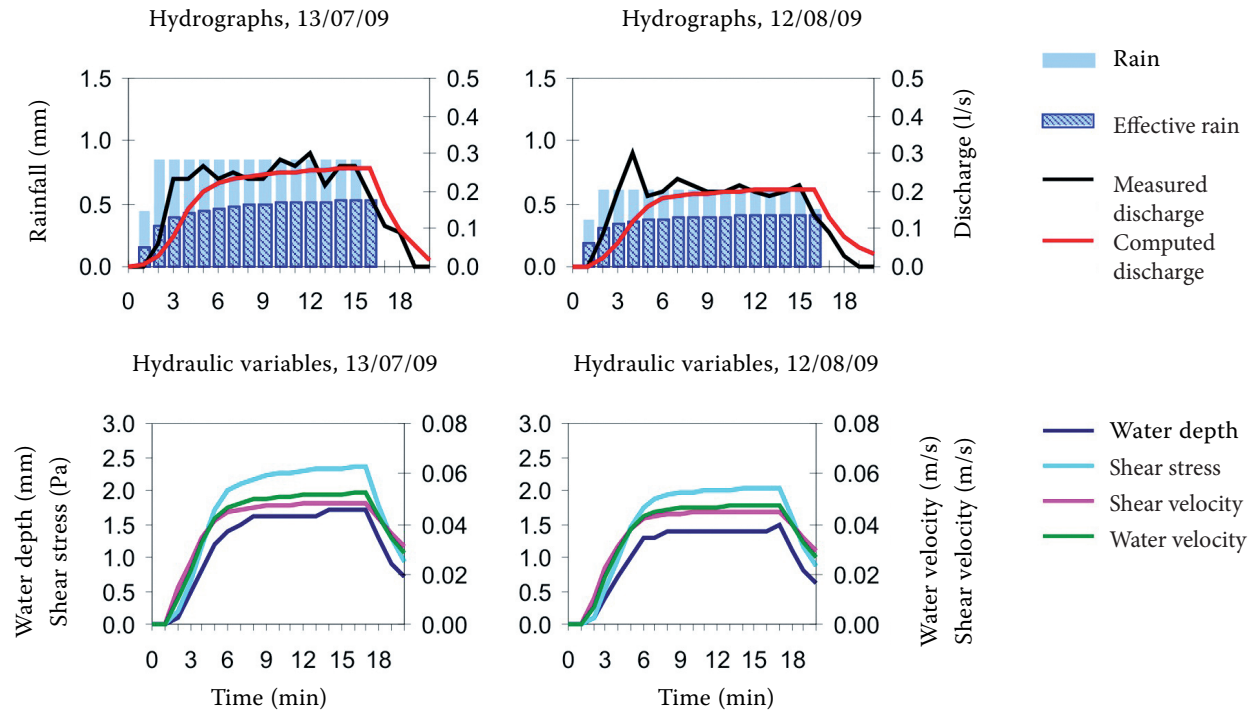 Hydrographs, 13/07/09
Hydrographs, 12/08/09
1.5
1.0
0.5
0.0
Rainfall (mm)
0.5
0.4
0.3
0.2
0.1
0.0
0 3 6 9 12 15 18
1.5
1.0
0.5
0.0
0.5
0.4
0.3
0.2
0.1
0.0
Discharge (l/s)
0 3 6 9 12 15 18
Rain
Effective rain
Measured
discharge
Computed
discharge
Hydraulic variables, 13/07/09
Hydraulic variables, 12/08/09
Water depth (mm)
Shear stress (Pa)
3.0
2.5
2.0
1.5
1.0
0.5
0.0
0.08
0.06
0.04
0.02
0.00
0 3 6 9 12 15 18
Time (min)
3.0
2.5
2.0
1.5
1.0
0.5
0.0
0.08
0.06
0.04
0.02
0.00
Water velocity (m/s)
Shear velocity (m/s)
0 3 6 9 12 15 18
Time (min)
Water depth
Shear stress
Shear velocity
Water velocity